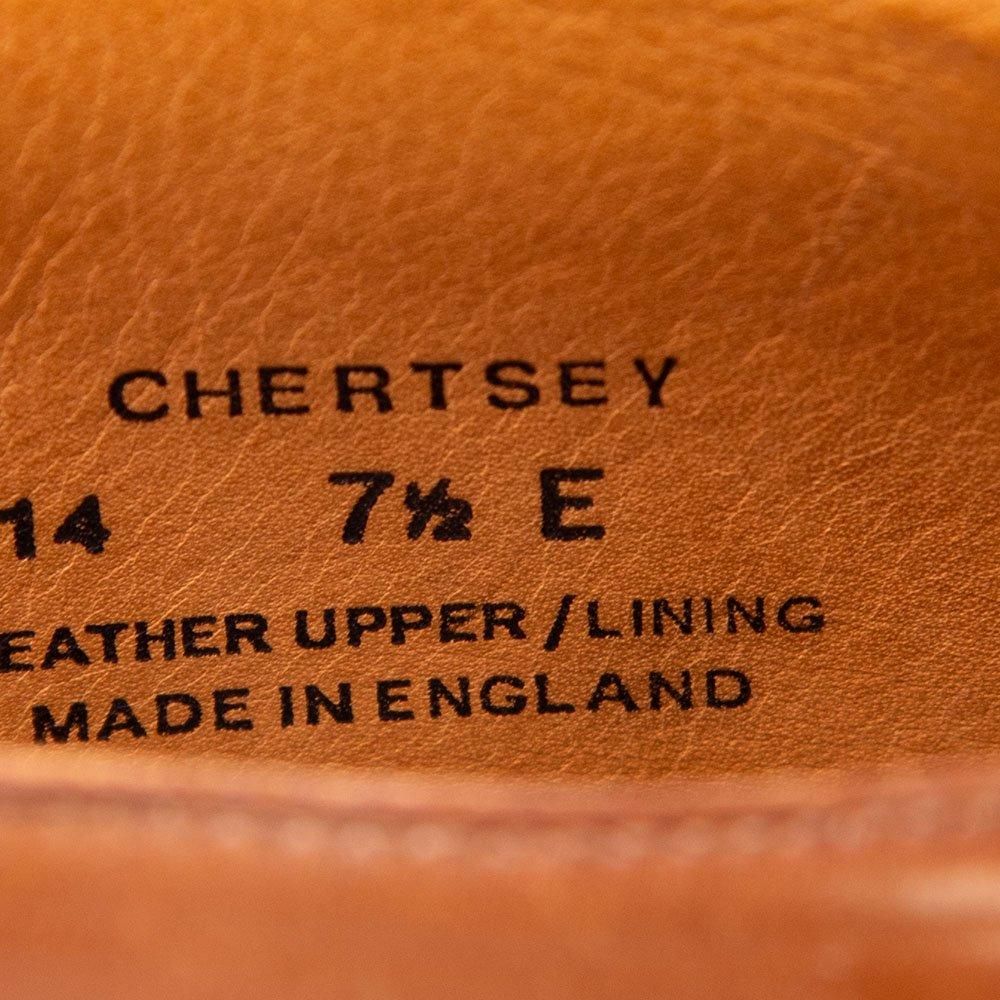 CHERTSEY
14 7½ E
EATHER UPPER/LINING
MADE IN ENGLAND